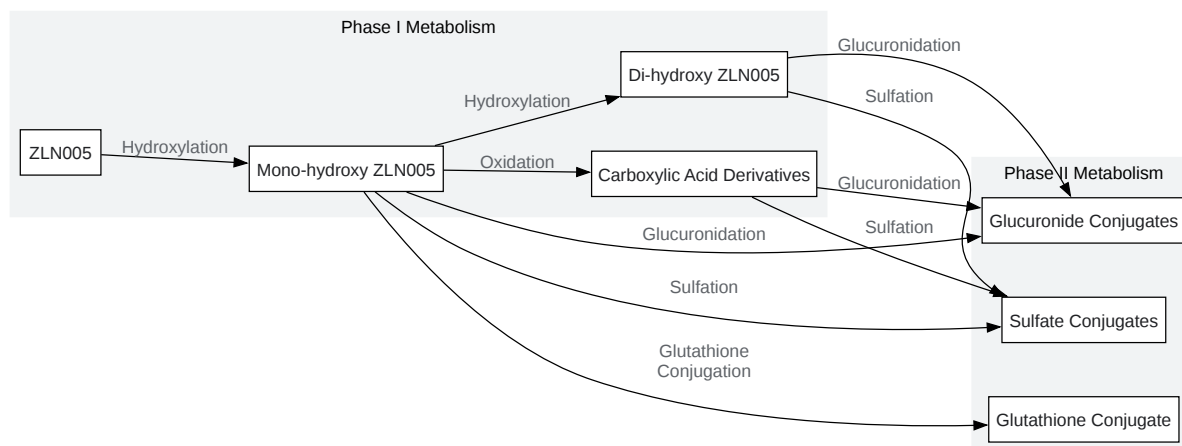 Phase I Metabolism
Glucuronidation
Di-hydroxy ZLN005
Hydroxylation
Sulfation
ZLN005
Hydroxylation
Mono-hydroxy ZLN005
Oxidation
Carboxylic Acid Derivatives
Glucuronidation
Phase II Metabolism
Glucuronide Conjugates
Glucuronidation
Sulfation
Sulfation
Sulfate Conjugates
Glutathione
Conjugation
Glutathione Conjugate